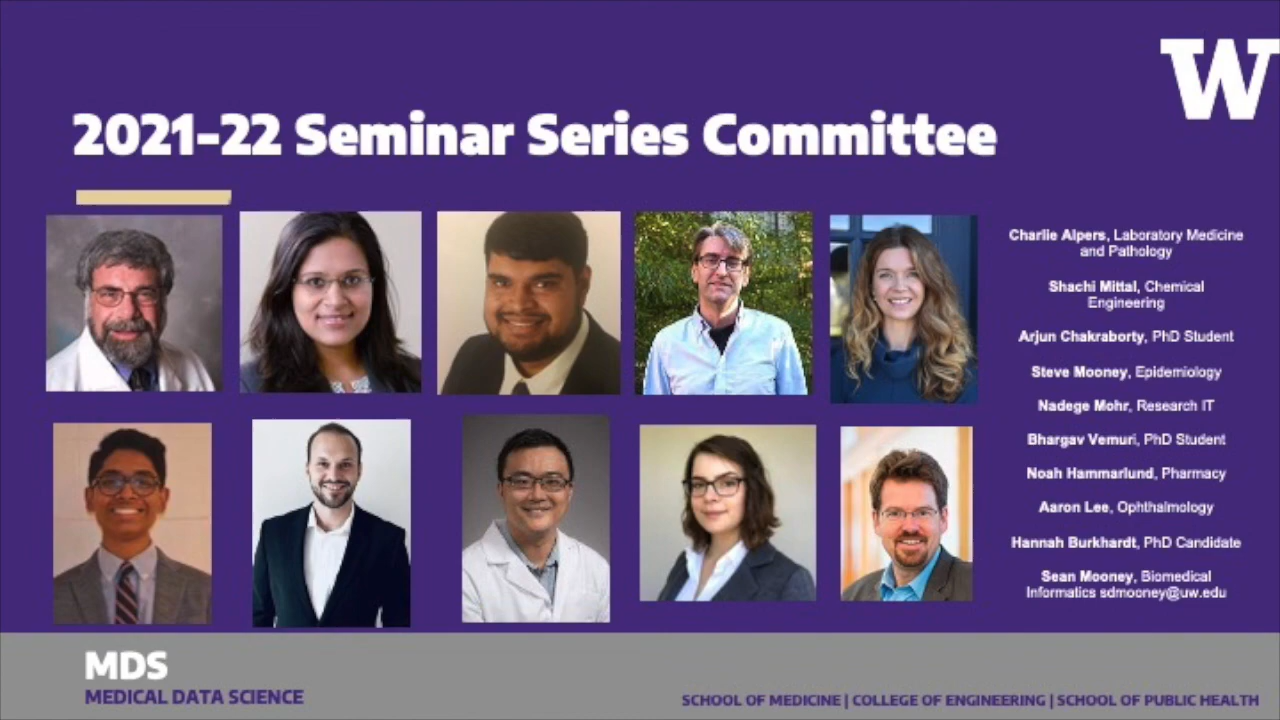 W
2021-22 Seminar Series Committee
Charlie Alpers, Laboratory Medicine
and Pathology
Shachi Mittal, Chemical
Engineering
Arjun Chakraborty, PhD Student
Steve Mooney, Epidemiology
Nadege Mohr, Research IT
Bhargav Vemuri, PhD Student
Noah Hammarlund, Pharmacy
Aaron Lee, Ophthalmology
Hannah Burkhardt, PhD Candidate
Sean Mooney, Biomedical
Informatics sdmooney@uw.edu
MDS
MEDICAL DATA SCIENCE
SCHOOL OF MEDICINE | COLLEGE OF ENGINEERING | SCHOOL OF PUBLIC HEALTH